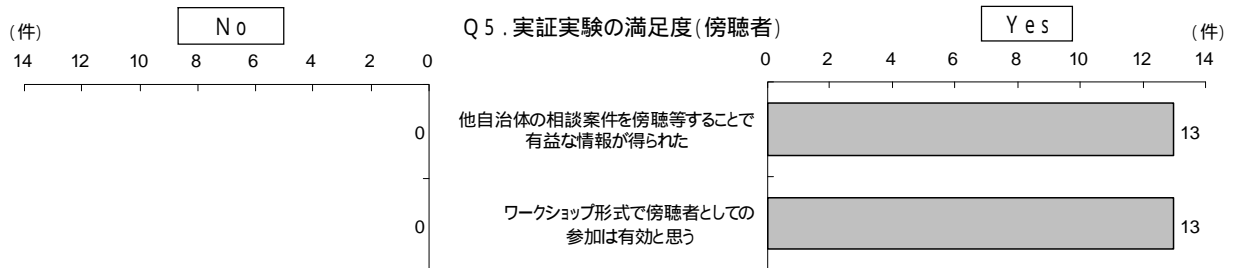 Q5.実証実験の満足度(傍聴者)
No
(件)
14 12 10 8 6 4 2 0
Yes
(件)
0 2 4 6 8 10 12 14
0
他自治体の相談案件を傍聴等することで
有益な情報が得られた
13
0
ワークショップ形式で傍聴者としての
参加は有効と思う
13